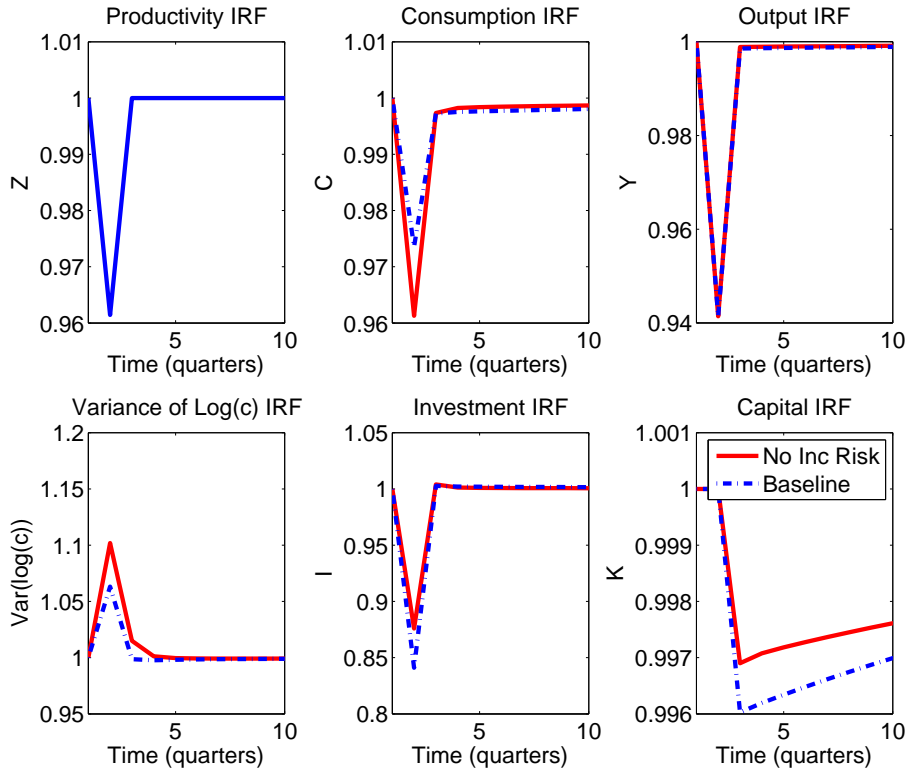 Productivity IRF
1.01
1
0.99
0.98
0.97
0.96
Z
5
10
Time (quarters)
Consumption IRF
1.01
1
0.99
0.98
0.97
0.96
C
5
10
Time (quarters)
Output IRF
1
0.98
0.96
0.94
Y
5
10
Time (quarters)
Variance of Log(c) IRF
1.2
1.15
1.1
1.05
1
0.95
Var(log(c))
5
10
Time (quarters)
Investment IRF
1.05
1
0.95
0.9
0.85
0.8
I
5
10
Time (quarters)
Capital IRF
1.001
1
0.999
0.998
0.997
0.996
K
No Inc Risk
Baseline
5
10
Time (quarters)